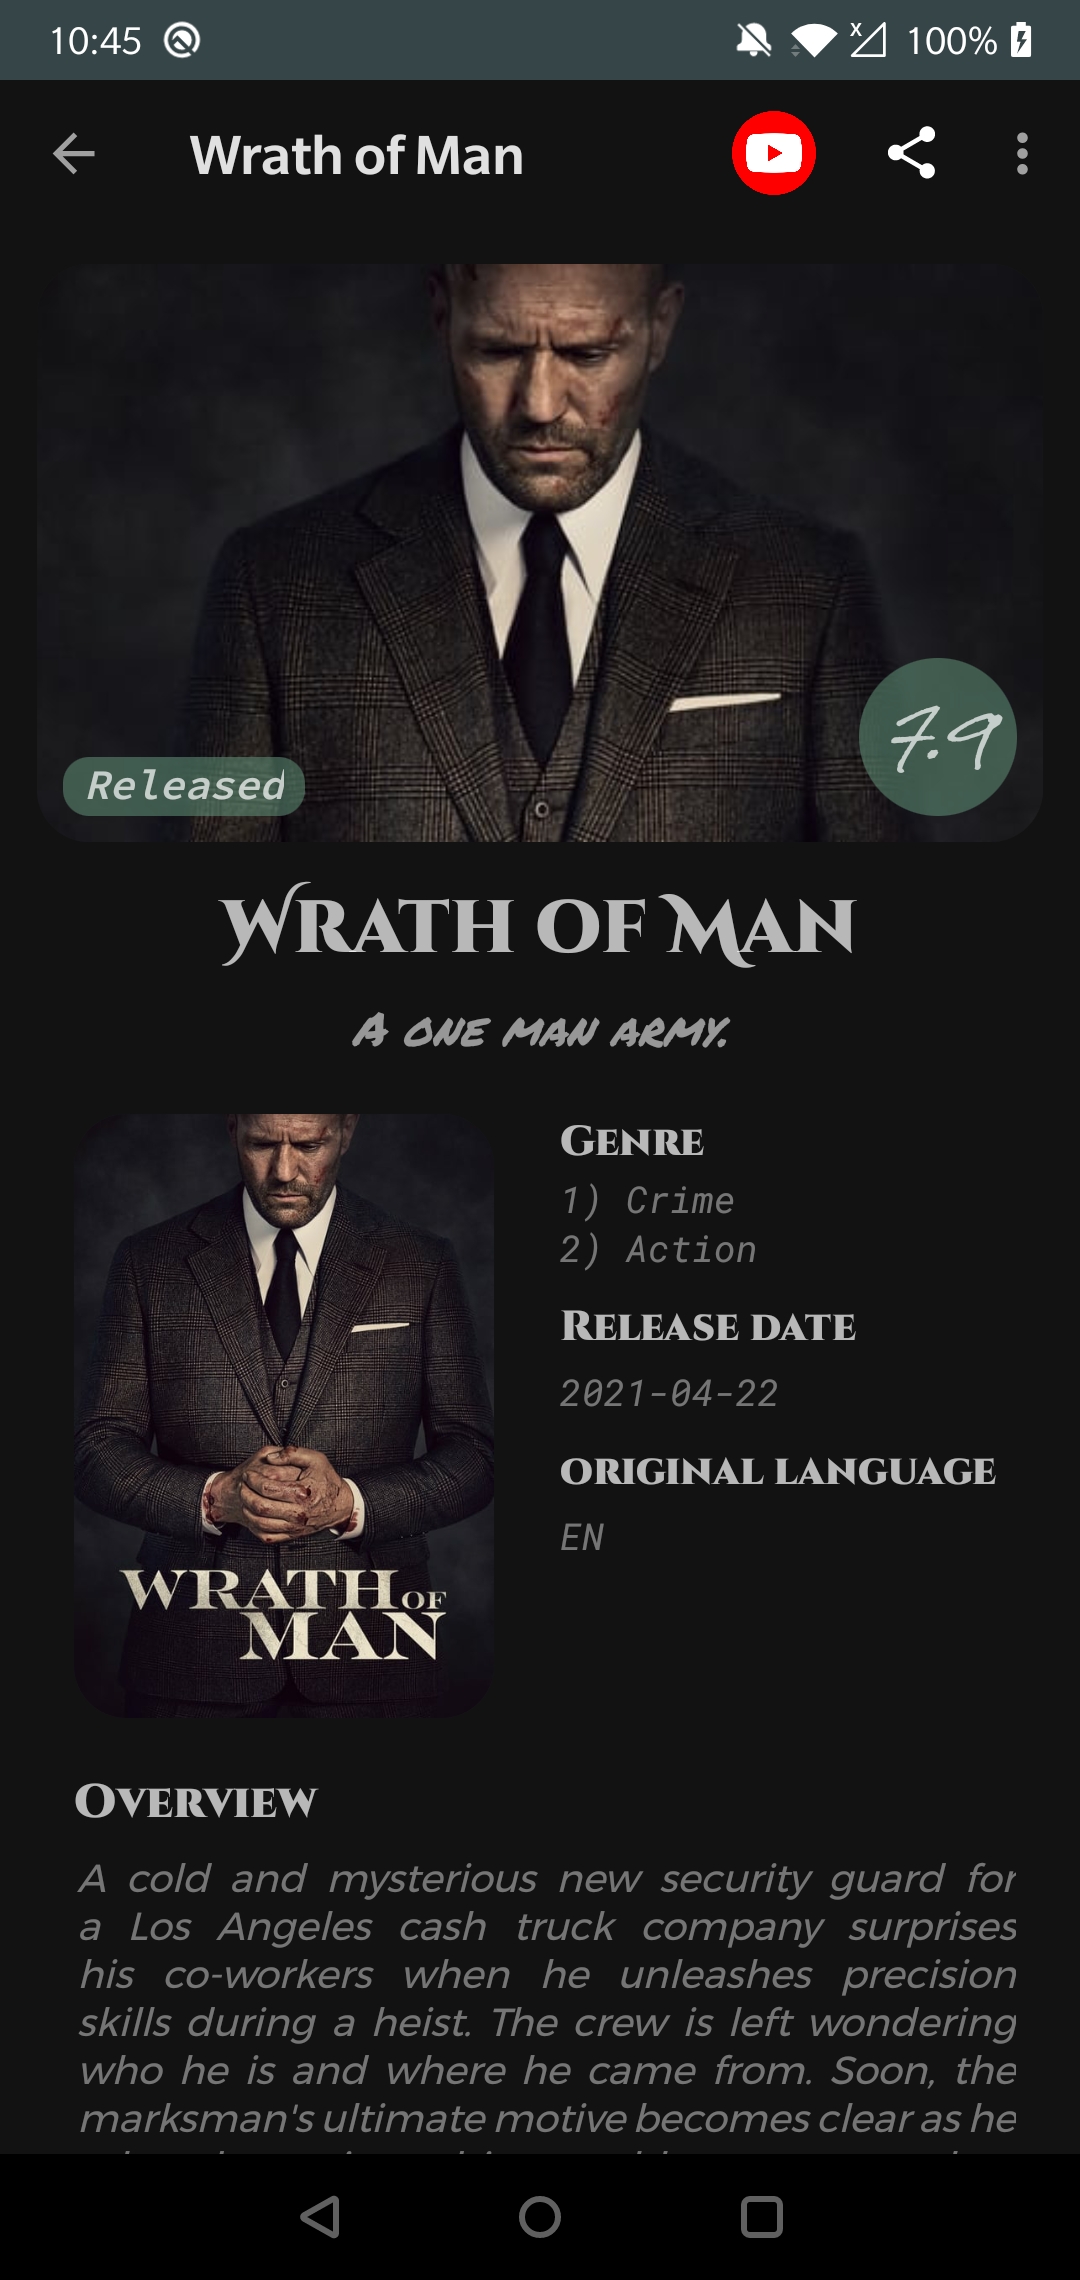 10:45
x
100%
Wrath of Man
Released
7.9
Wrath of Man
A one man army.
Genre
1) Crime
2) Action
Release date
2021-04-22
original language
EN
WRATH OF
MAN
Overview
A cold and mysterious new security guard for
a Los Angeles cash truck company surprises
his co-workers when he unleashes precision
skills during a heist. The crew is left wondering
who he is and where he came from. Soon, the
marksman's ultimate motive becomes clear as he